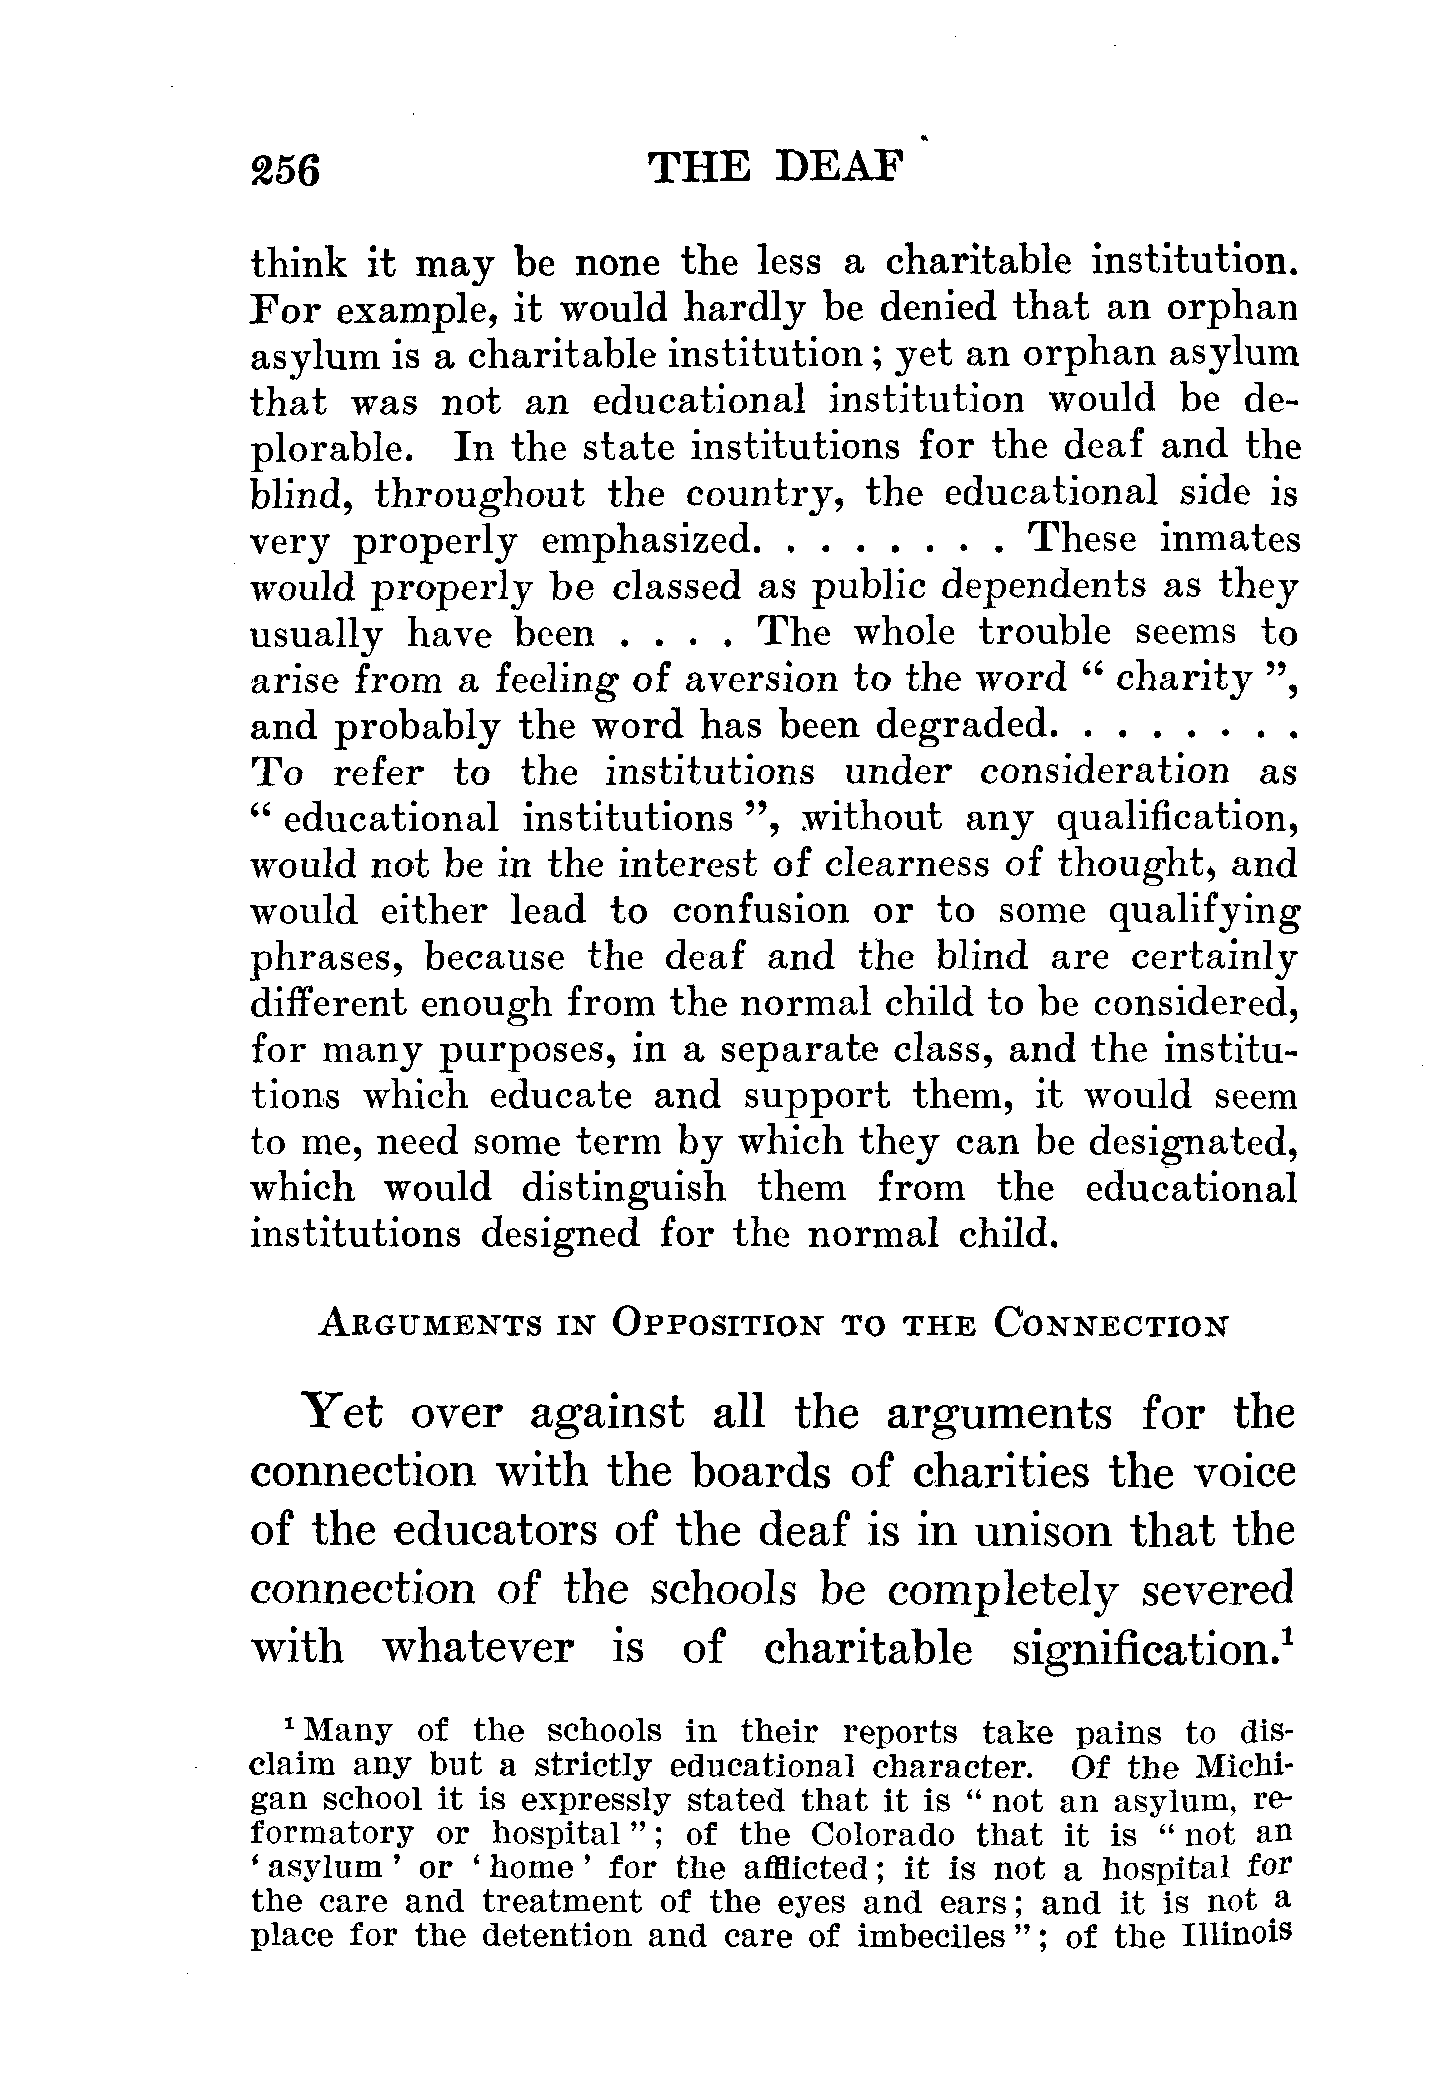 256 THE DEAF
think it may be none the less a charitable institution.
For example, it would hardly be denied that an orphan
asylum is a charitable institution; yet an orphan asylum
that was not an educational institution would be de-
plorable. In the state institutions for the deaf and the
blind, throughout the country, the educational side is
very properly emphasized. . . . . . . . These inmates
would properly be classed as public dependents as they
usually have been . . . . The whole trouble seems to
arise from a feeling of aversion to the word " charity ",
and probably the word has been degraded. . . . . . . .
To refer to the institutions under consideration as
" educational institutions ", without any qualification,
would not be in the interest of clearness of thought, and
would either lead to confusion or to some qualifying
phrases, because the deaf and the blind are certainly
different enough from the normal child to be considered,
for many purposes, in a separate class, and the institu-
tions which educate and support them, it would seem
to me, need some term by which they can be designated,
which would distinguish them from the educational
institutions designed for the normal child.
ARGUMENTS IN OPPOSITION TO THE CONNECTION
Yet over against all the arguments for the
connection with the boards of charities the voice
of the educators of the deaf is in unison that the
connection of the schools be completely severed
with whatever is of charitable signification.¹
¹ Many of the schools in their reports take pains to dis-
claim any but a strictly educational character. Of the Michi-
gan school it is expressly stated that it is " not an asylum, re-
formatory or hospital "; of the Colorado that it is " not an
' asylum ' or ' home ' for the afflicted; it is not a hospital for
the care and treatment of the eyes and ears; and it is not a
place for the detention and care of imbeciles "; of the Illinois